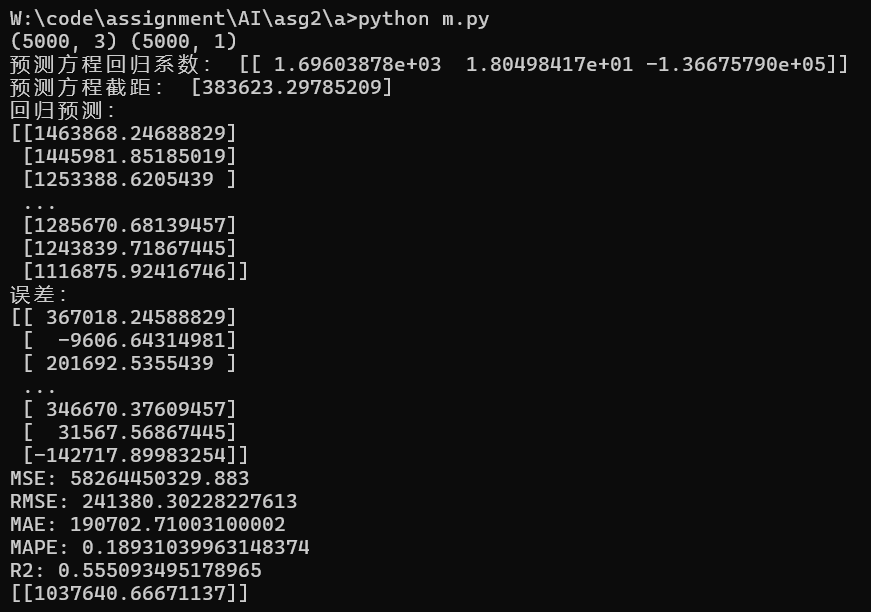 W:\code\assignment\AI\asg2\a>python m.py
(5000, 3) (5000, 1)
预测方程回归系数： [[ 1.69603878e+03  1.80498417e+01 -1.36675790e+05]]
预测方程截距： [383623.29785209]
回归预测：
[[1463868.24688829]
 [1445981.85185019]
 [1253388.6205439 ]
 ...
 [1285670.68139457]
 [1243839.71867445]
 [1116875.92416746]]
误差：
[[ 367018.24588829]
 [  -9606.64314981]
 [ 201692.5355439 ]
 ...
 [ 346670.37609457]
 [  31567.56867445]
 [-142717.89983254]]
MSE: 58264450329.883
RMSE: 241380.30228227613
MAE: 190702.71003100002
MAPE: 0.18931039963148374
R2: 0.555093495178965
[[1037640.66671137]]